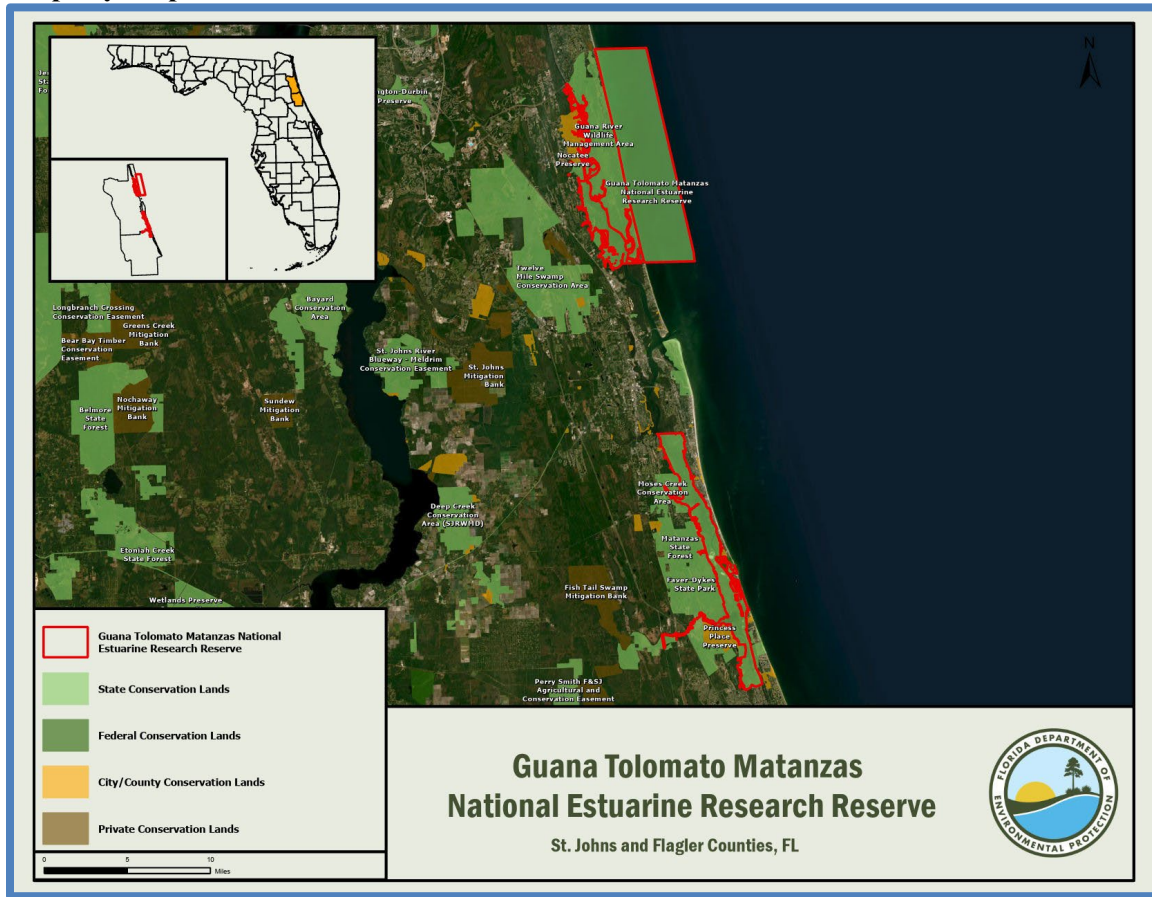 N
ington-Durbin
Preserve
Guana River
Wildlife
Management Area
Nocatee
Preserve
Guana Tolomato Matanzas
National Estuarine
Research Reserve
Twelve
Mile Swamp
Conservation Area
Longbranch Crossing
Conservation Easement
Greens Creek
Mitigation
Bank
Bear Bay Timber
Conservation
Easement
Bayard
Conservation
Area
St. Johns River
Blueway - Meldrim
Conservation Easement
St. Johns
Mitigation
Bank
Nochaway
Mitigation
Bank
Belmore
State
Forest
Sundew
Mitigation
Bank
Moses Creek
Conservation
Area
Deep Creek
Conservation
Area (SJRWMD)
Matanzas
State
Forest
Etoniah Creek
State Forest
Faver-Dykes
State Park
Fish Tail Swamp
Mitigation Bank
Wetlands Preserve
Princess
Place
Preserve
Perry Smith F&SJ
Agricultural and
Conservation Easement
Guana Tolomato Matanzas National
Estuarine Research Reserve
State Conservation Lands
Federal Conservation Lands
City/County Conservation Lands
Private Conservation Lands
0 5 10
Miles
Guana Tolomato Matanzas
National Estuarine Research Reserve
St. Johns and Flagler Counties, FL
FLORIDA DEPARTMENT OF
ENVIRONMENTAL PROTECTION